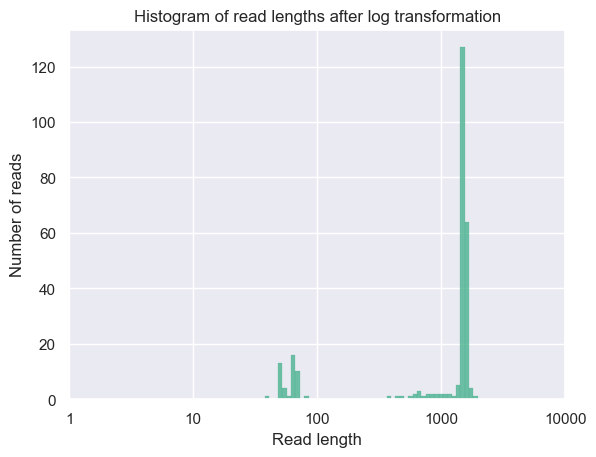 Histogram of read lengths after log transformation
Number of reads
120
100
80
60
40
20
0
1 10 100 1000 10000
Read length